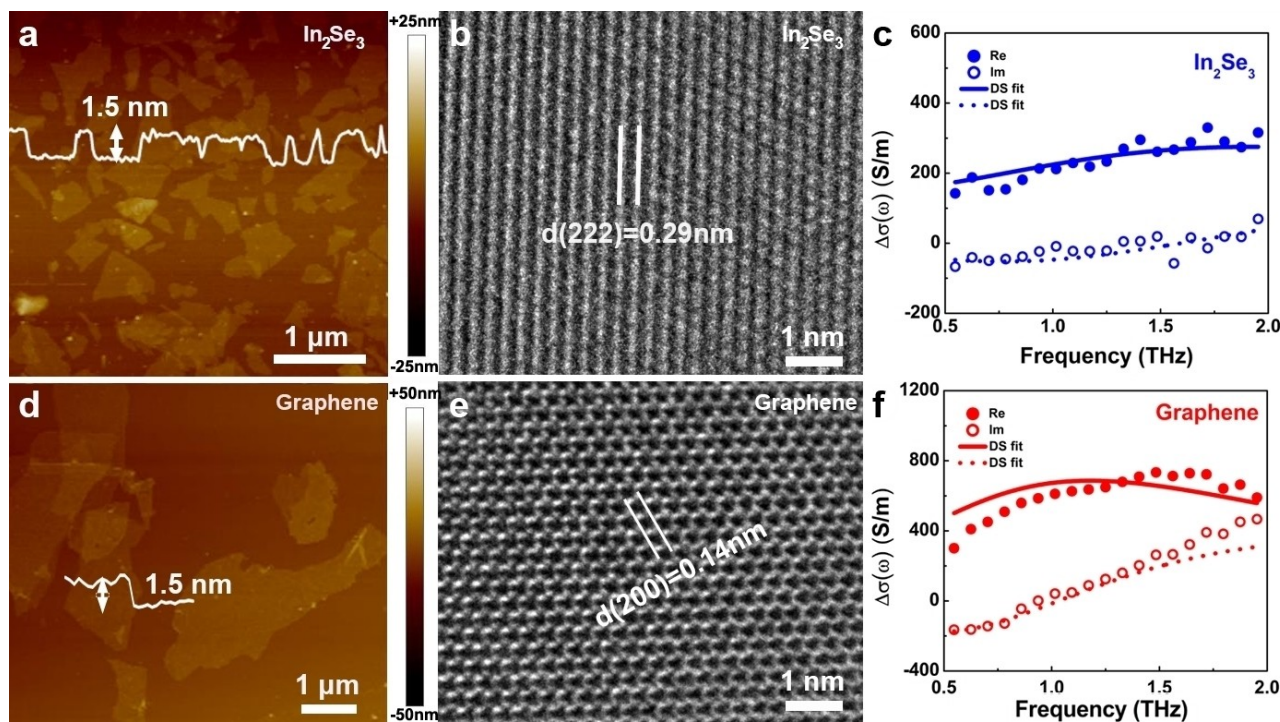 a
In₂Se₃
1.5 nm
1 μm
+25nm
-25nm
b
In₂Se₃
d(222)=0.29nm
1 nm
c
In₂Se₃
Re
Im
DS fit
DS fit
Δσ(ω) (S/m)
600
400
200
0
-200
0.5
1.0
1.5
2.0
Frequency (THz)
d
Graphene
1.5 nm
1 μm
+50nm
-50nm
e
Graphene
d(200)=0.14nm
1 nm
f
Graphene
Re
Im
DS fit
DS fit
Δσ(ω) (S/m)
1200
800
400
0
-400
0.5
1.0
1.5
2.0
Frequency (THz)